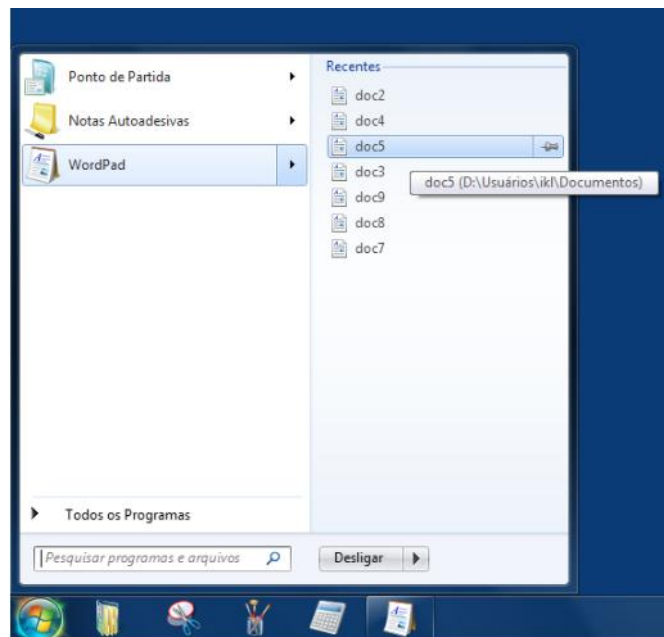 Ponto de Partida
Notas Autoadesivas
WordPad
Todos os Programas
Pesquisar programas e arquivos
Recentes
doc2
doc4
doc5
doc3
doc5 (D:\Usuários\ikl\Documentos)
doc9
doc8
doc7
Desligar